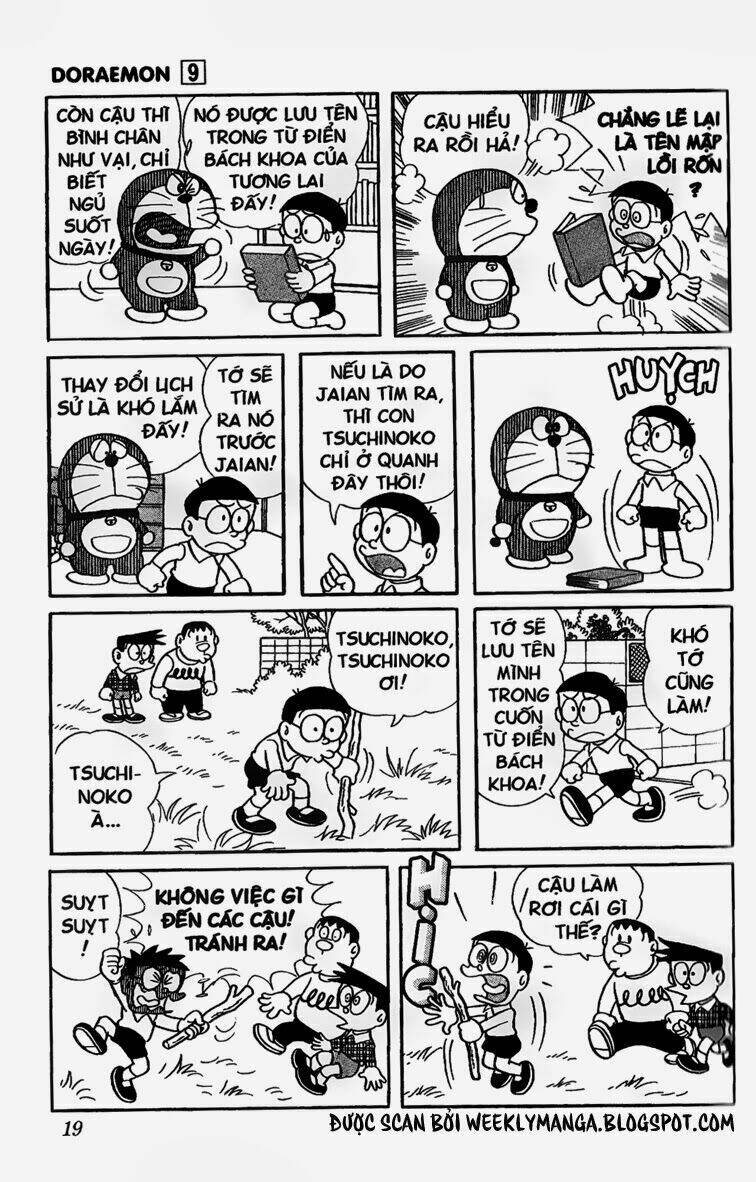 DORAEMON 9
CHẲNG LẼ LẠI
LÀ TÊN MẬP
LỒI RỐN
?
CẬU HIỂU
RA RỒI HẢ!
NÓ ĐƯỢC LƯU TÊN
TRONG TỪ ĐIỂN
BÁCH KHOA CỦA
TƯƠNG LAI
ĐẤY!
CÒN CẬU THÌ
BÌNH CHÂN
NHƯ VẠI, CHỈ
BIẾT
NGỦ
SUỐT
NGÀY!
HUỴCH
NẾU LÀ DO
JAIAN TÌM RA,
THÌ CON
TSUCHINOKO
CHỈ Ở QUANH
ĐÂY THÔI!
TỚ SẼ
TÌM
RA NÓ
TRƯỚC
JAIAN!
THAY ĐỔI LỊCH
SỬ LÀ KHÓ LẮM
ĐẤY!
KHÓ
TỚ
CŨNG
LÀM!
TỚ SẼ
LƯU TÊN
MÌNH
TRONG
CUỐN
TỪ ĐIỂN
BÁCH
KHOA!
TSUCHINOKO,
TSUCHINOKO
ƠI!
TSUCHI-
NOKO
À...
CẬU LÀM
RƠI CÁI GÌ
THẾ?
HiC
KHÔNG VIỆC GÌ
ĐẾN CÁC CẬU!
TRÁNH RA!
SUỴT
SUỴT
!
19
ĐƯỢC SCAN BỞI WEEKLYMANGA.BLOGSPOT.COM